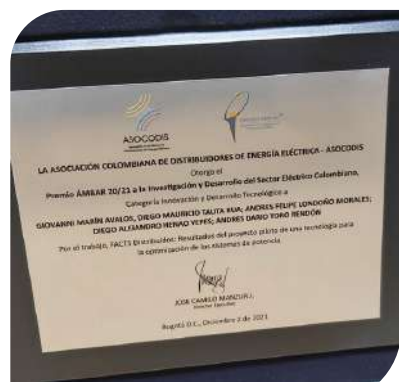 ASOCODIS
LA ASOCIACIÓN COLOMBIANA DE DISTRIBUIDORES DE ENERGÍA ELÉCTRICA - ASOCODIS
Otorga el
Premio ÁMBAR 20/21 a la Investigación y Desarrollo del Sector Eléctrico Colombiano,
Categoría Innovación y Desarrollo Tecnológico a
GIOVANNI MARÍN AVALOS, DIEGO MAURICIO TAUTA RUA; ANDRES FELIPE LONDOÑO MORALES;
DIEGO ALEJANDRO HENAO YEPES; ANDRES DARIO TORO RENDÓN
Por el trabajo, FACTS Distribuidos: Resultados del proyecto piloto de una tecnología para
la optimización de los sistemas de potencia
JOSE CAMILO MANZUR J.
Director Ejecutivo
Bogotá D.C., Diciembre 2 de 2021